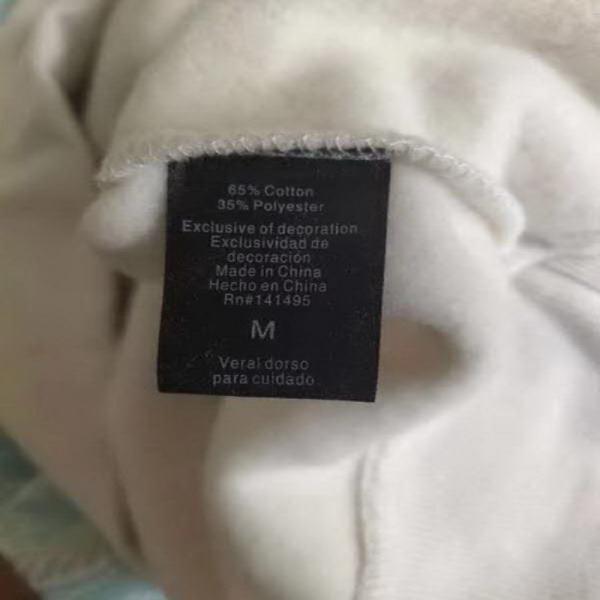 65% Cotton
35% Polyester
Exclusive of decoration
Exclusividad de
decoración
Made in China
Hecho en China
Rn#141495
M
Veral dorso
para cuidado